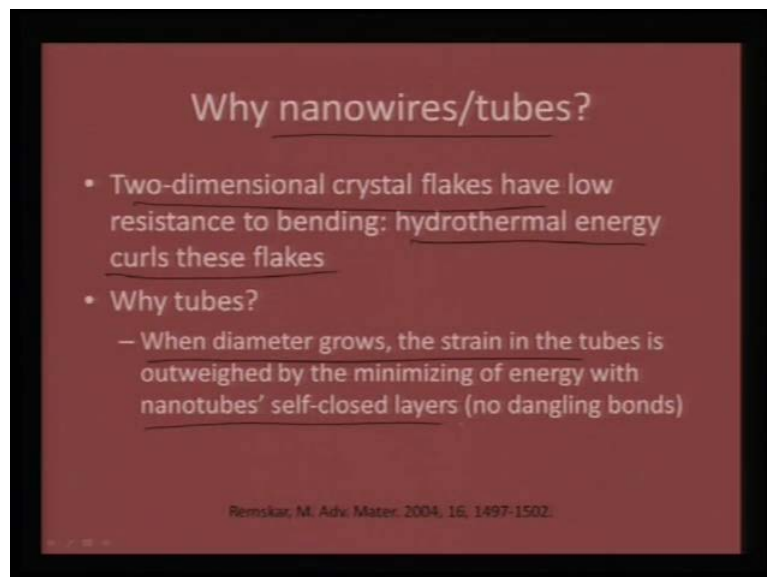 Why nanowires/tubes?
• Two-dimensional crystal flakes have low
resistance to bending: hydrothermal energy
curls these flakes
• Why tubes?
– When diameter grows, the strain in the tubes is
outweighed by the minimizing of energy with
nanotubes' self-closed layers (no dangling bonds)
Remskar, M. Adv. Mater. 2004, 16, 1497-1502.